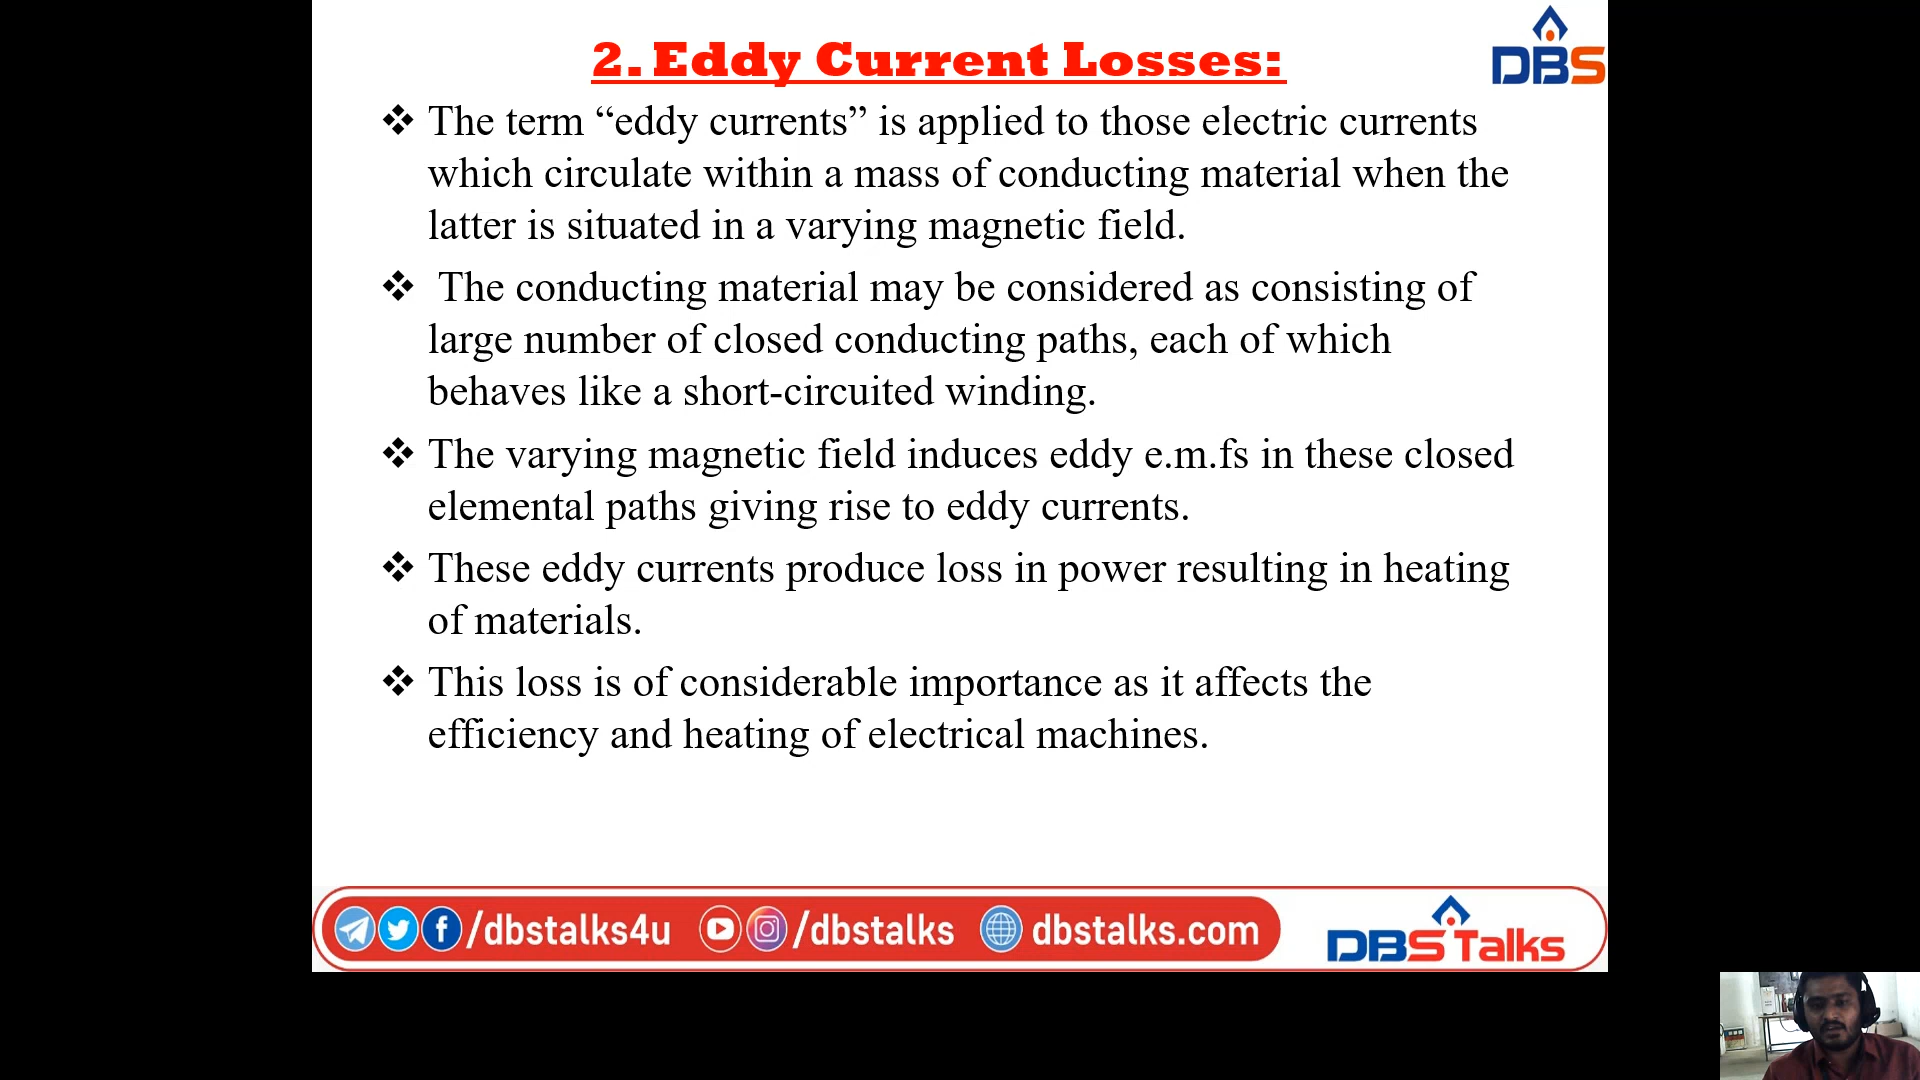 2. Eddy Current Losses:
DBS
❖ The term “eddy currents” is applied to those electric currents
which circulate within a mass of conducting material when the
latter is situated in a varying magnetic field.
❖ The conducting material may be considered as consisting of
large number of closed conducting paths, each of which
behaves like a short-circuited winding.
❖ The varying magnetic field induces eddy e.m.fs in these closed
elemental paths giving rise to eddy currents.
❖ These eddy currents produce loss in power resulting in heating
of materials.
❖ This loss is of considerable importance as it affects the
efficiency and heating of electrical machines.
/dbstalks4u /dbstalks dbstalks.com DBS Talks